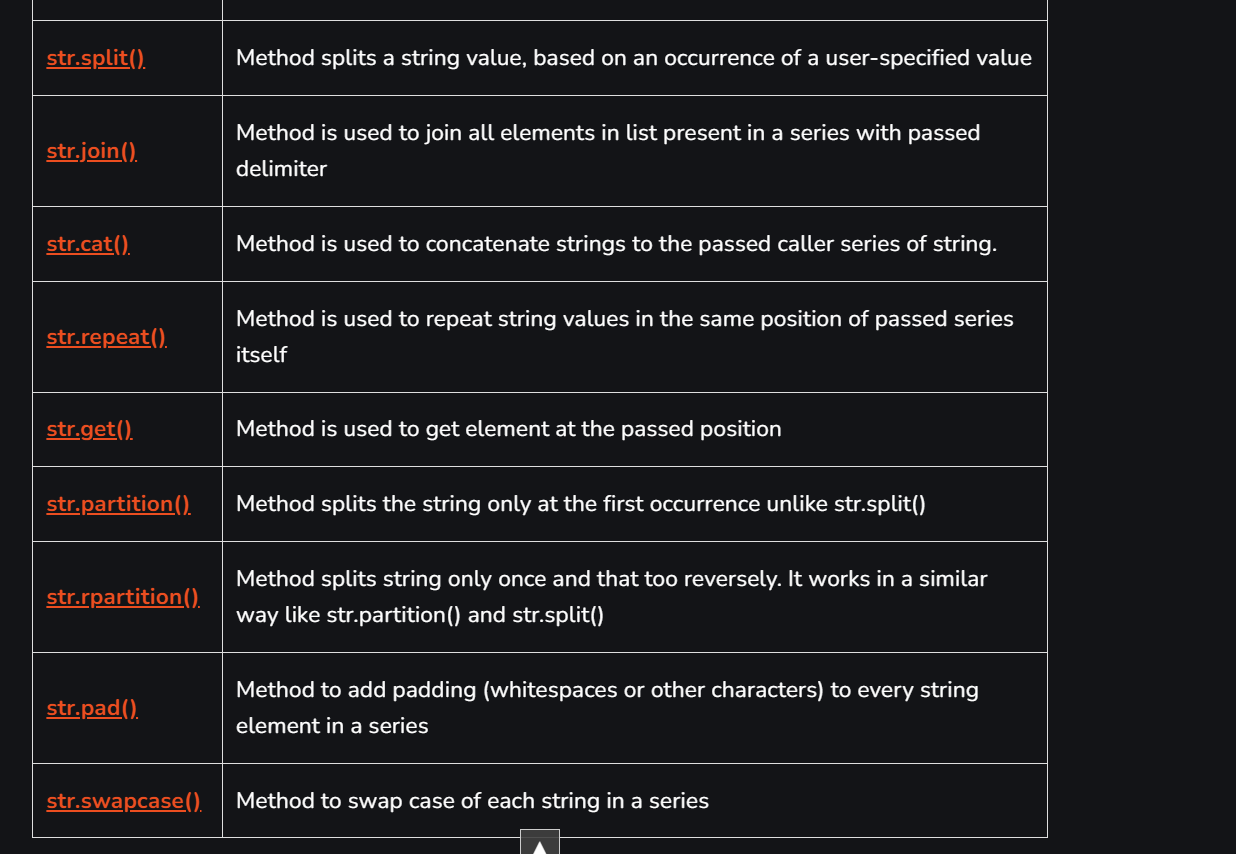 str.split()
Method splits a string value, based on an occurrence of a user-specified value
str.join()
Method is used to join all elements in list present in a series with passed
delimiter
str.cat()
Method is used to concatenate strings to the passed caller series of string.
str.repeat()
Method is used to repeat string values in the same position of passed series
itself
str.get()
Method is used to get element at the passed position
str.partition()
Method splits the string only at the first occurrence unlike str.split()
str.rpartition()
Method splits string only once and that too reversely. It works in a similar
way like str.partition() and str.split()
str.pad()
Method to add padding (whitespaces or other characters) to every string
element in a series
str.swapcase()
Method to swap case of each string in a series